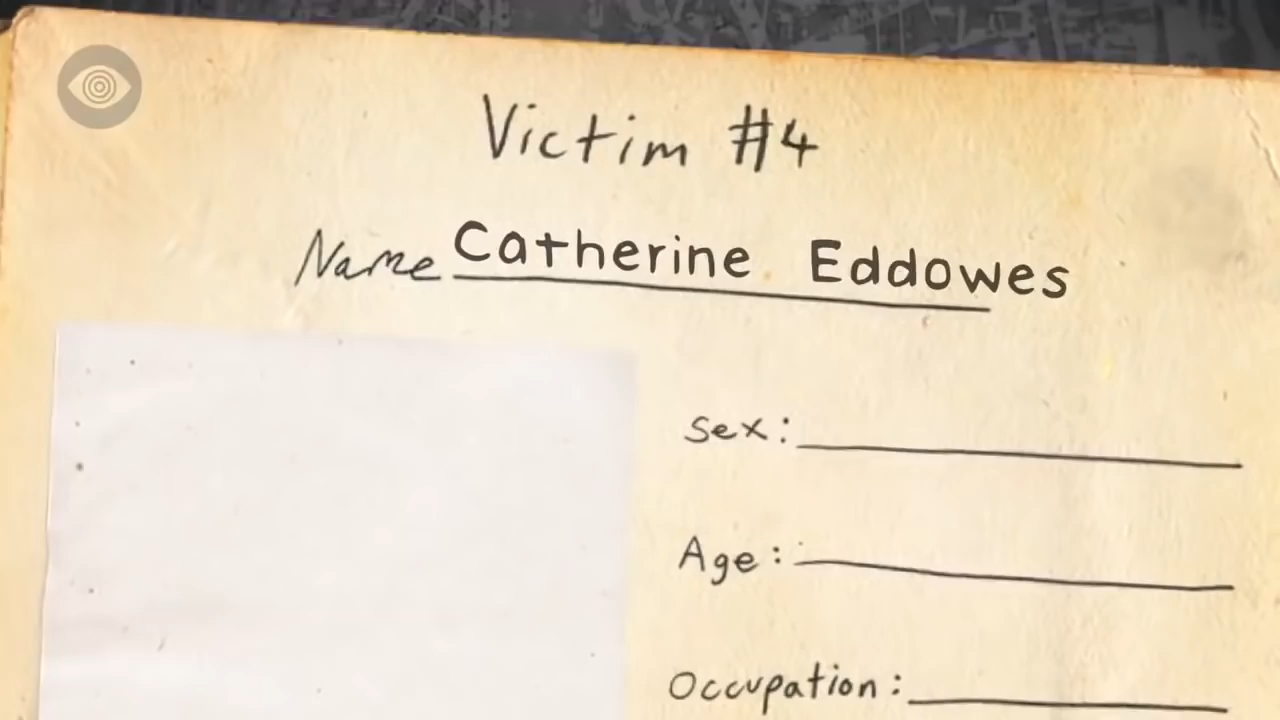 Victim #4
Name Catherine Eddowes
Sex:
Age:
Occupation: